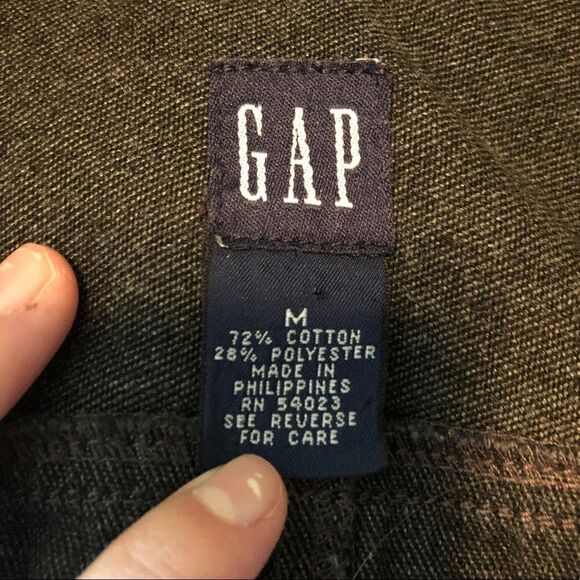 GAP
M
72% COTTON
28% POLYESTER
MADE IN
PHILIPPINES
RN 54023
SEE REVERSE
FOR CARE